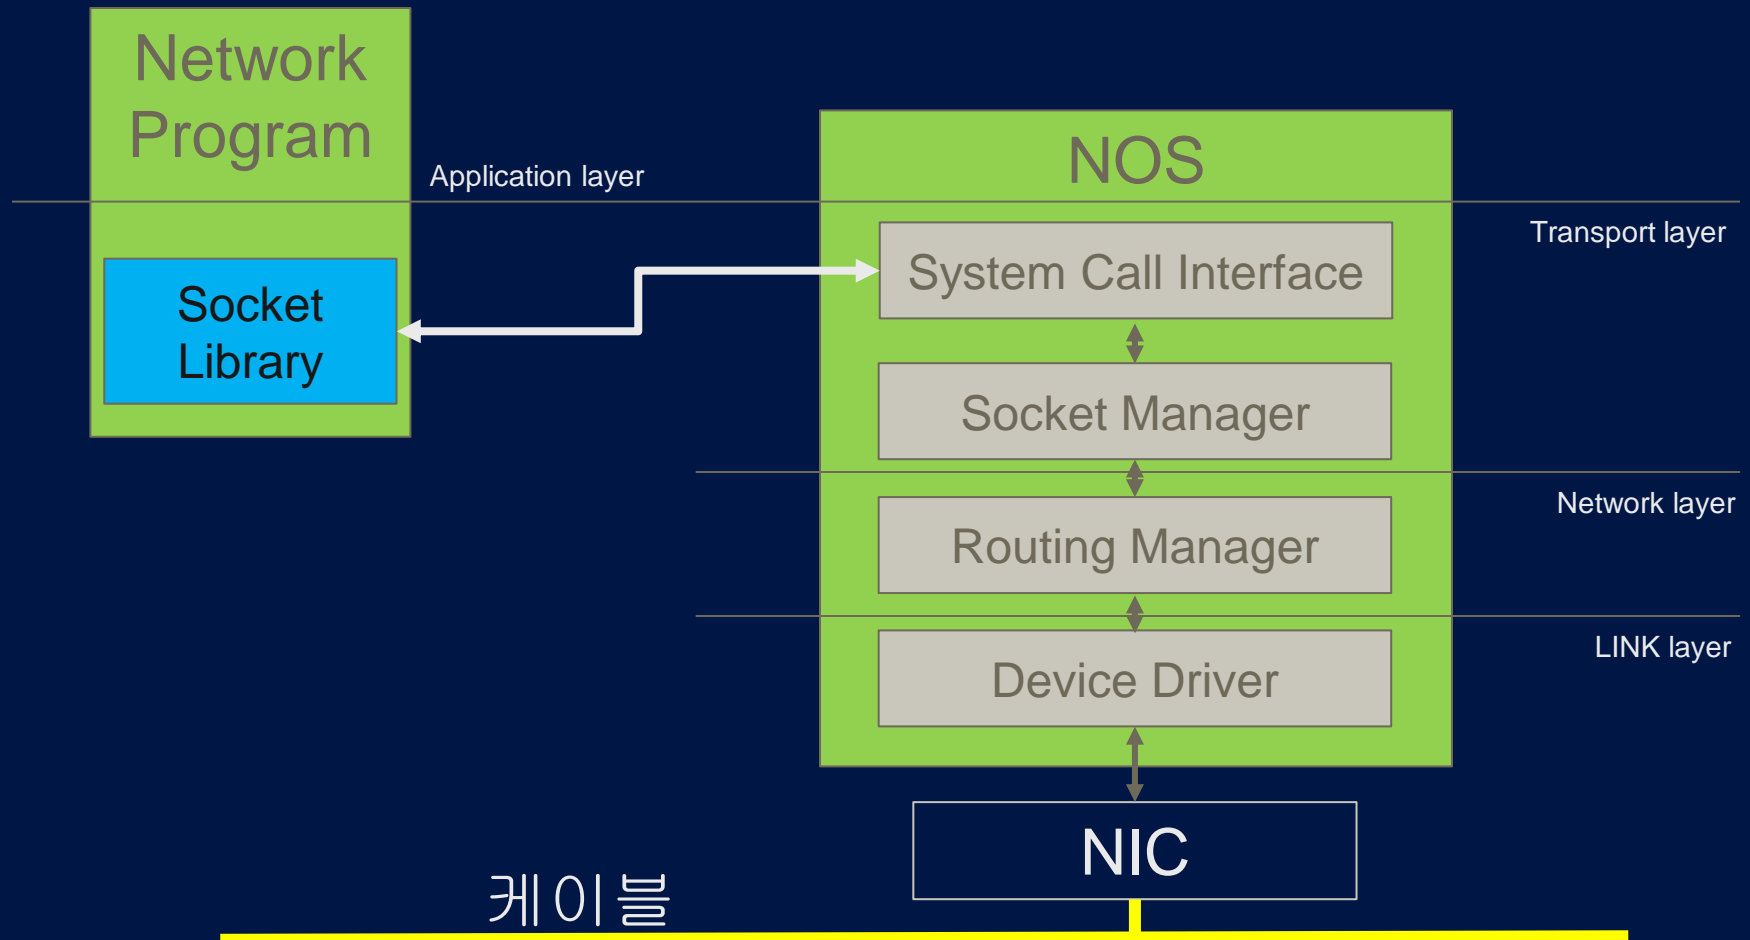 Network
Program
Application layer
NOS
Transport layer
System Call Interface
Socket
Library
Socket Manager
Network layer
Routing Manager
LINK layer
Device Driver
NIC
케이블